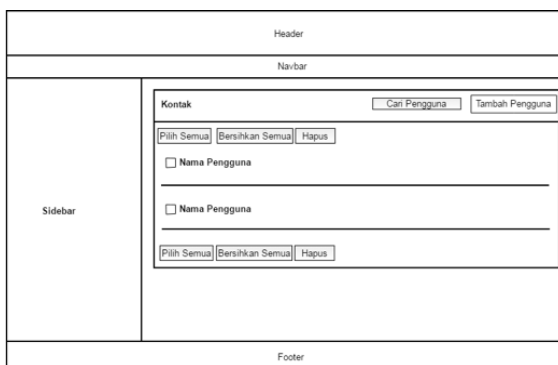 Header
Navbar
Kontak Cari Pengguna Tambah Pengguna
Pilih Semua Bersihkan Semua Hapus
Nama Pengguna
Sidebar
Nama Pengguna
Pilih Semua Bersihkan Semua Hapus
Footer